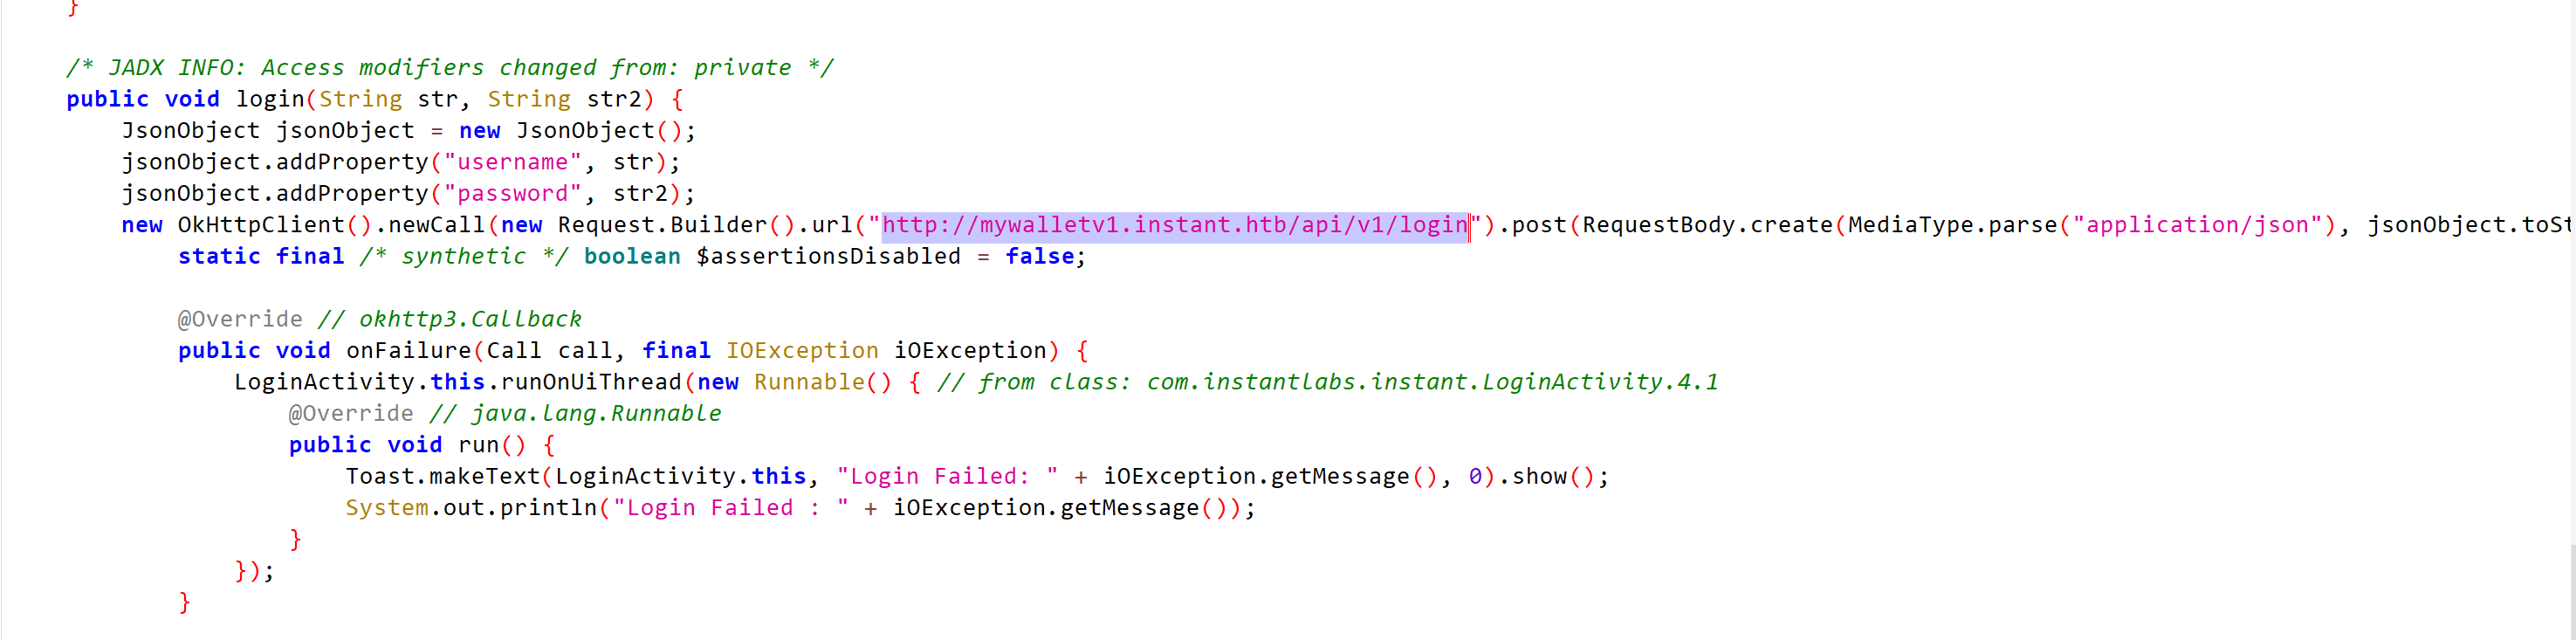 }
/* JADX INFO: Access modifiers changed from: private */
public void login(String str, String str2) {
JsonObject jsonObject = new JsonObject();
jsonObject.addProperty("username", str);
jsonObject.addProperty("password", str2);
new OkHttpClient().newCall(new Request.Builder().url("http://mywalletv1.instant.htb/api/v1/login").post(RequestBody.create(MediaType.parse("application/json"), jsonObject.toSt
static final /* synthetic */ boolean $assertionsDisabled = false;
@Override // okhttp3.Callback
public void onFailure(Call call, final IOException iOException) {
LoginActivity.this.runOnUiThread(new Runnable() { // from class: com.instantlabs.instant.LoginActivity.4.1
@Override // java.lang.Runnable
public void run() {
Toast.makeText(LoginActivity.this, "Login Failed: " + iOException.getMessage(), 0).show();
System.out.println("Login Failed : " + iOException.getMessage());
}
});
}